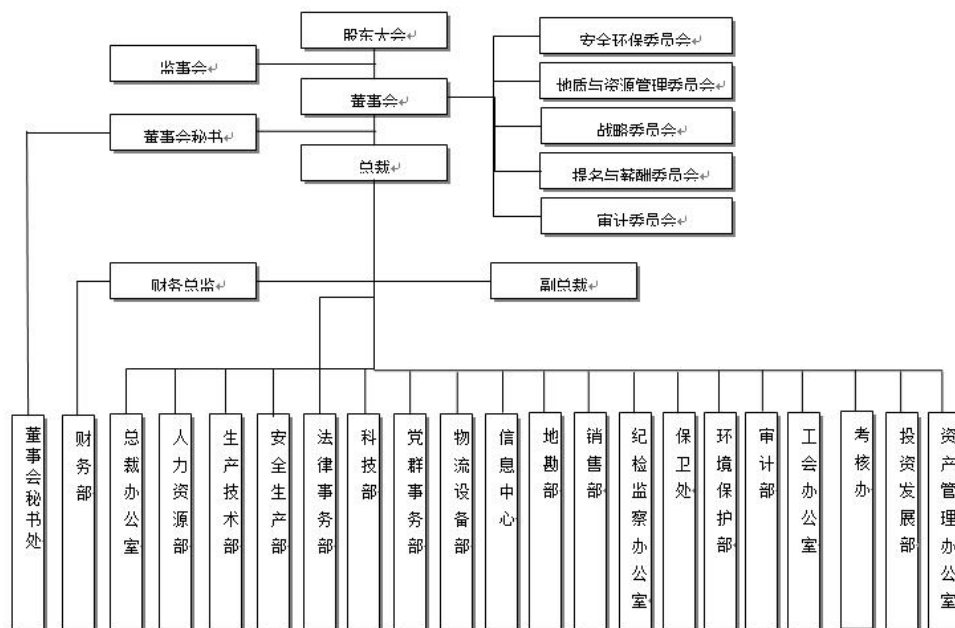 股东大会
安全环保委员会
监事会
地质与资源管理委员会
董事会
董事会秘书
战略委员会
总裁
提名与薪酬委员会
审计委员会
财务总监
副总裁
董事会秘书处
财务部
总裁办公室
人力资源部
生产技术部
安全生产部
法律事务部
科技部
党群事务部
物流设备部
信息中心
地勘部
销售部
纪检监察办公室
保卫处
环境保护部
审计部
工会办公室
考核办
投资发展部
资产管理办公室